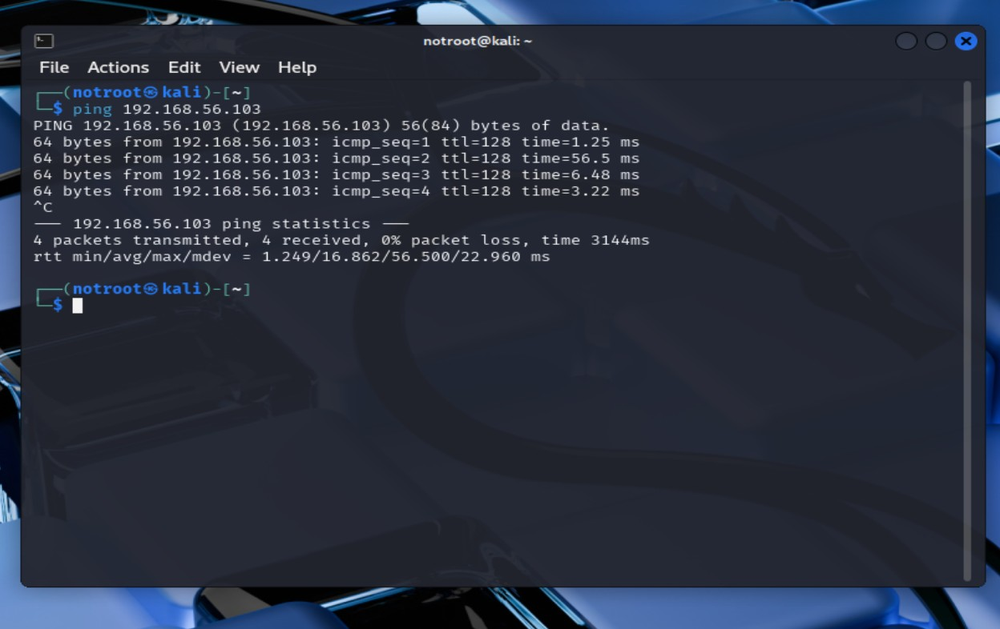 notroot@kali: ~
File Actions Edit View Help
┌──(notroot㉿kali)-[~]
└─$ ping 192.168.56.103
PING 192.168.56.103 (192.168.56.103) 56(84) bytes of data.
64 bytes from 192.168.56.103: icmp_seq=1 ttl=128 time=1.25 ms
64 bytes from 192.168.56.103: icmp_seq=2 ttl=128 time=56.5 ms
64 bytes from 192.168.56.103: icmp_seq=3 ttl=128 time=6.48 ms
64 bytes from 192.168.56.103: icmp_seq=4 ttl=128 time=3.22 ms
^C
─── 192.168.56.103 ping statistics ───
4 packets transmitted, 4 received, 0% packet loss, time 3144ms
rtt min/avg/max/mdev = 1.249/16.862/56.500/22.960 ms
┌──(notroot㉿kali)-[~]
└─$